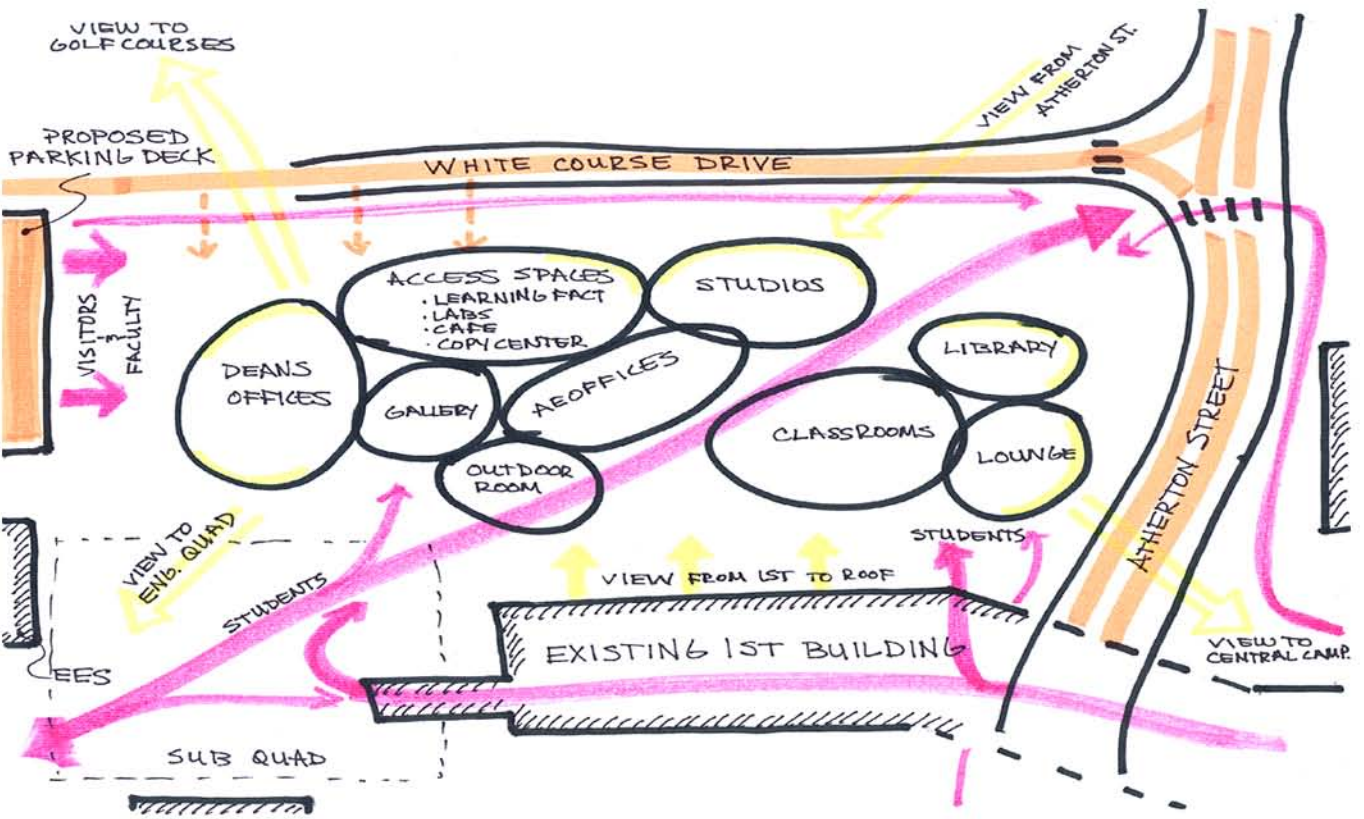 VIEW TO
GOLF COURSES
VIEW FROM
ATHERTON ST.
PROPOSED
PARKING DECK
WHITE COURSE DRIVE
VISITORS
&
FACULTY
ACCESS SPACES
· LEARNING FACT
· LABS
· CAFE
· COPY CENTER
STUDIOS
DEANS
OFFICES
GALLERY
AE OFFICES
LIBRARY
CLASSROOMS
LOUNGE
OUTDOOR
ROOM
ATHERTON STREET
VIEW TO
ENG. QUAD
STUDENTS
STUDENTS
VIEW FROM IST TO ROOF
EXISTING IST BUILDING
VIEW TO
CENTRAL CAMP.
EES
SUB QUAD